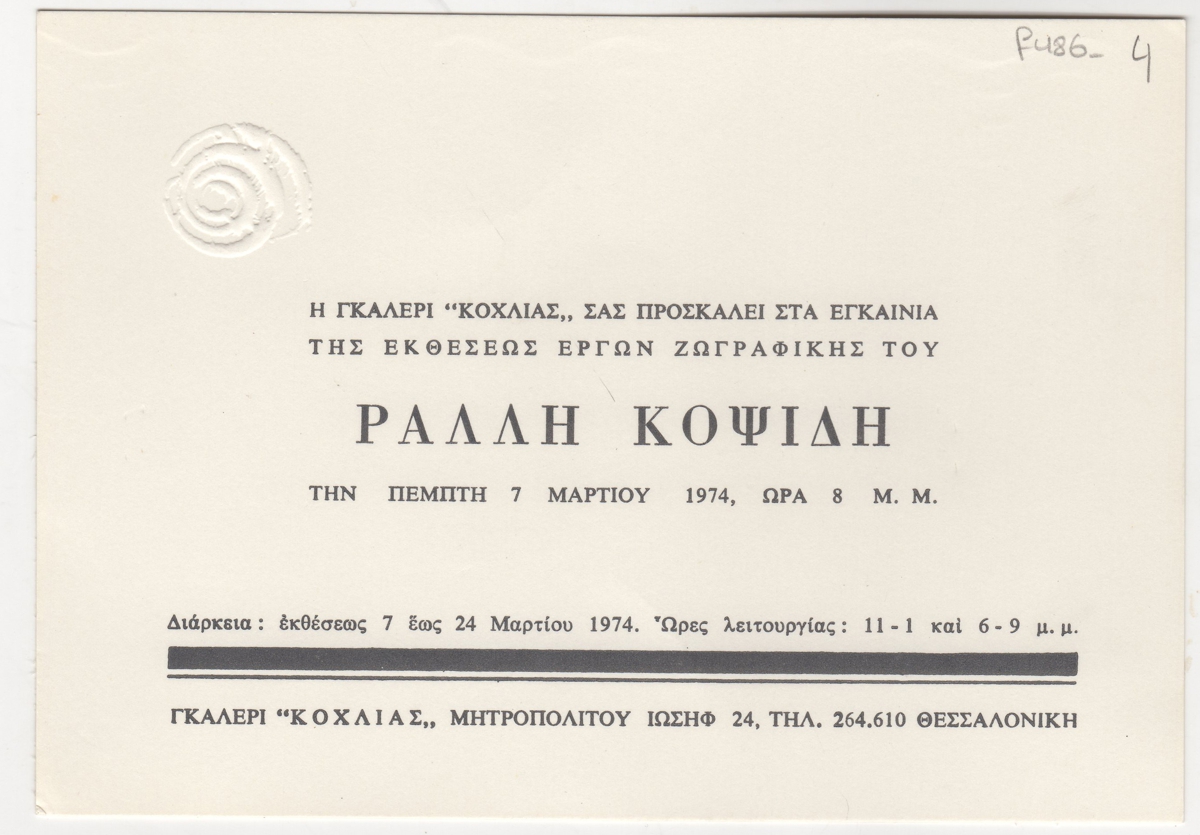 Fu86- 4
Η ΓΚΑΛΕΡΙ “ΚΟΧΛΙΑΣ„ ΣΑΣ ΠΡΟΣΚΑΛΕΙ ΣΤΑ ΕΓΚΑΙΝΙΑ
ΤΗΣ ΕΚΘΕΣΕΩΣ ΕΡΓΩΝ ΖΩΓΡΑΦΙΚΗΣ ΤΟΥ
ΡΑΛΛΗ ΚΟΨΙΔΗ
ΤΗΝ ΠΕΜΠΤΗ 7 ΜΑΡΤΙΟΥ 1974, ΩΡΑ 8 Μ. Μ.
Διάρκεια : ἐκθέσεως 7 ἕως 24 Μαρτίου 1974. Ὧρες λειτουργίας : 11 - 1 καὶ 6 - 9 μ. μ.
ΓΚΑΛΕΡΙ “ΚΟΧΛΙΑΣ„ ΜΗΤΡΟΠΟΛΙΤΟΥ ΙΩΣΗΦ 24, ΤΗΛ. 264.610 ΘΕΣΣΑΛΟΝΙΚΗ